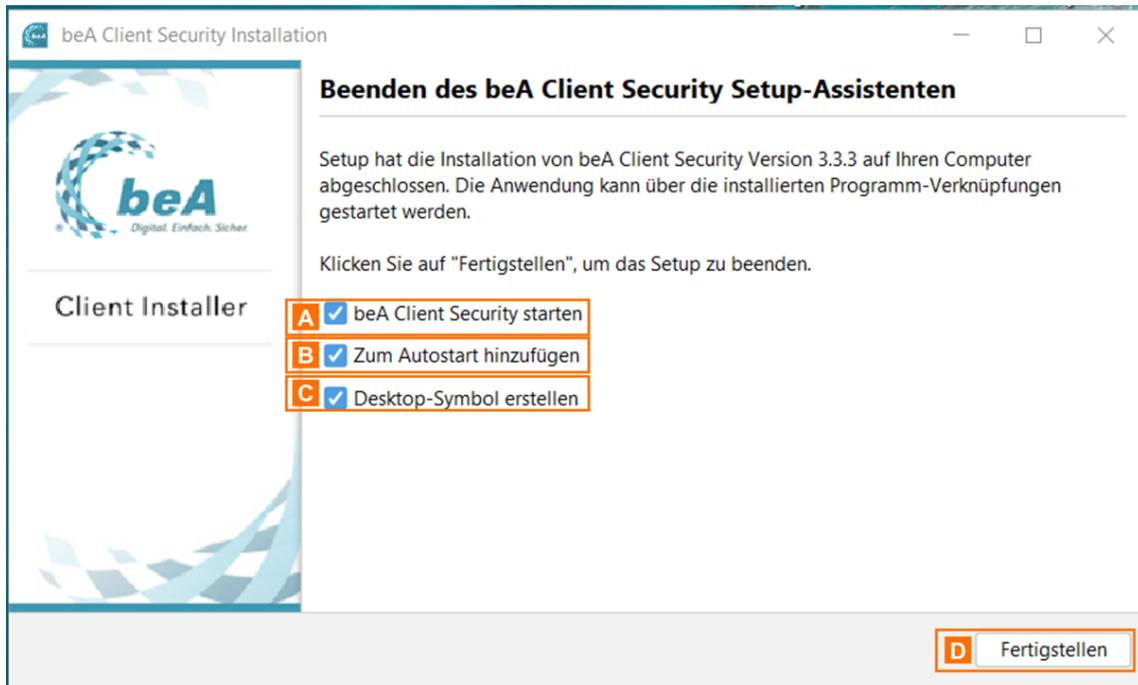 beA Client Security Installation
beA
Digital. Einfach. Sicher.
®
Client Installer
Beenden des beA Client Security Setup-Assistenten
Setup hat die Installation von beA Client Security Version 3.3.3 auf Ihren Computer
abgeschlossen. Die Anwendung kann über die installierten Programm-Verknüpfungen
gestartet werden.
Klicken Sie auf "Fertigstellen", um das Setup zu beenden.
A beA Client Security starten
B Zum Autostart hinzufügen
C Desktop-Symbol erstellen
D Fertigstellen